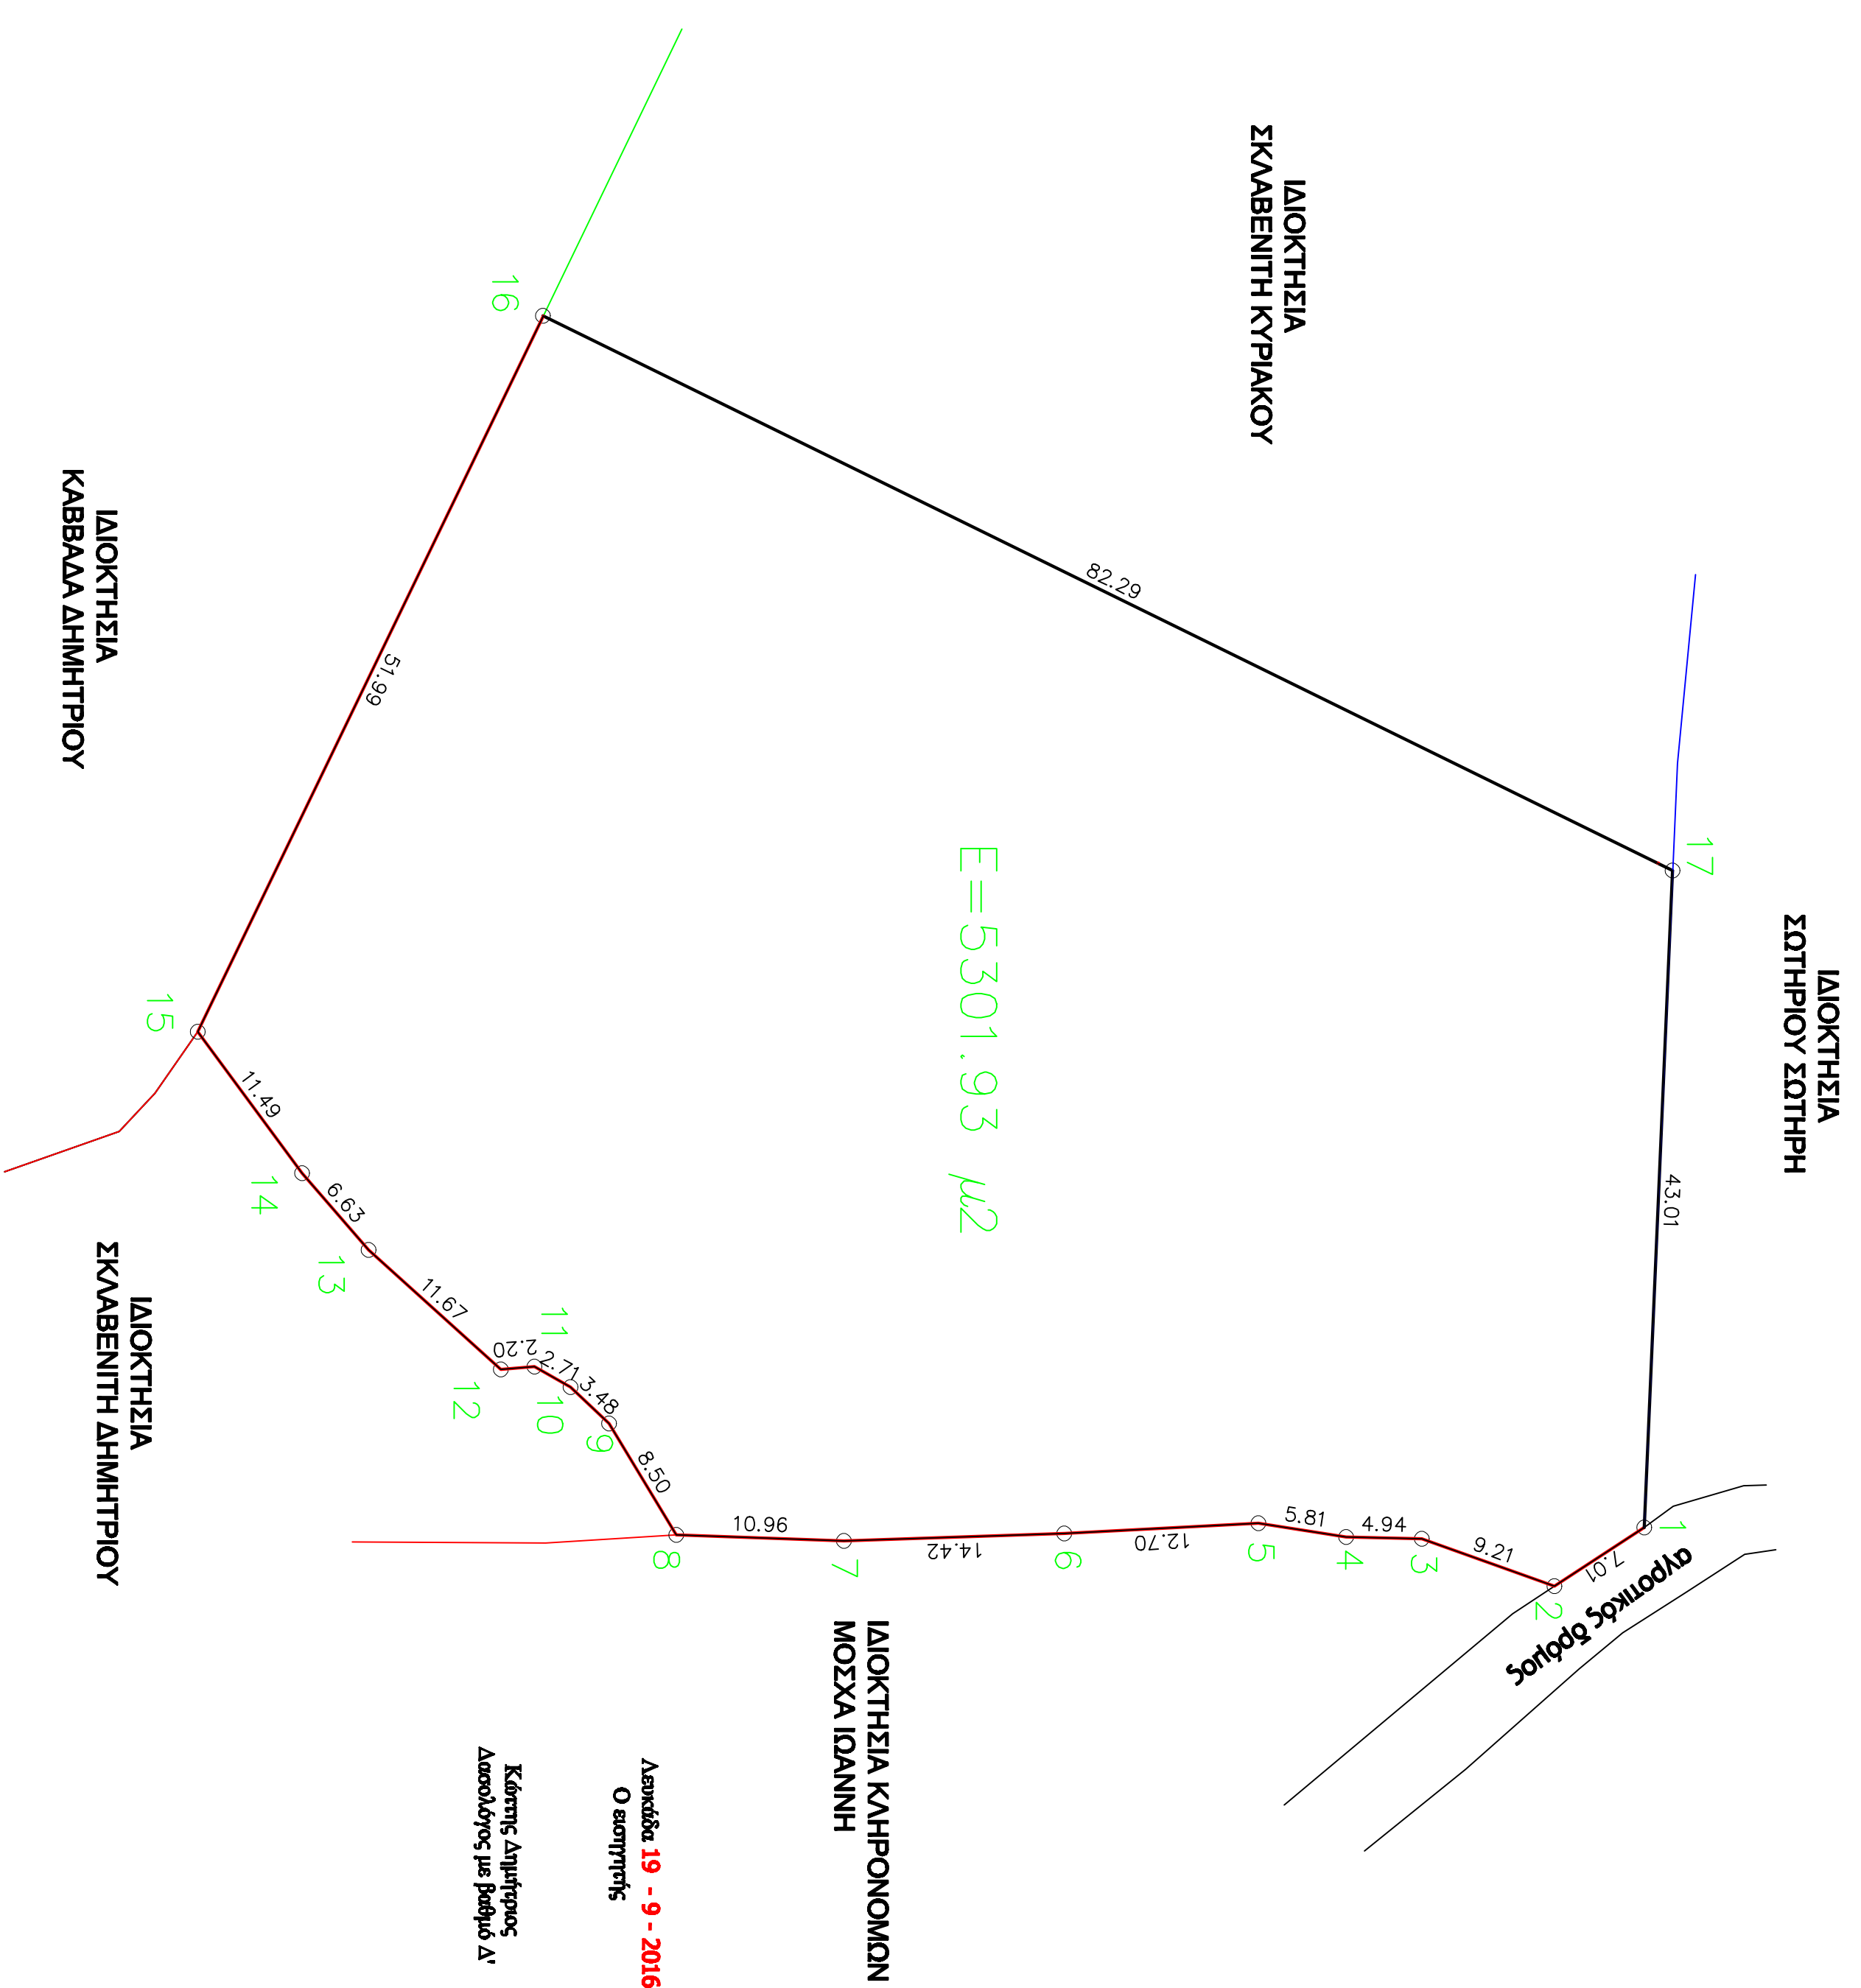 ΙΔΙΟΚΤΗΣΙΑ
ΣΩΤΗΡΙΟΥ ΣΩΤΗΡΗ
ΙΔΙΟΚΤΗΣΙΑ
ΣΚΛΑΒΕΝΙΤΗ ΚΥΡΙΑΚΟΥ
17
43.01
1
7.01
αγροτικός δρόμος
2
9.21
3
4.94
4
5.81
5
12.70
6
14.42
7
10.96
8
8.50
9
3.48
10
2.71
11
2.20
12
11.67
13
6.63
14
11.49
15
51.99
16
82.29
E=5301.93 μ2
ΙΔΙΟΚΤΗΣΙΑ ΚΛΗΡΟΝΟΜΩΝ
ΜΟΣΧΑ ΙΩΑΝΝΗ
ΙΔΙΟΚΤΗΣΙΑ
ΣΚΛΑΒΕΝΙΤΗ ΔΗΜΗΤΡΙΟΥ
ΙΔΙΟΚΤΗΣΙΑ
ΚΑΒΒΑΔΑ ΔΗΜΗΤΡΙΟΥ
Λευκάδα 19 - 9 - 2016
Ο εισηγητής
Κώττης Δημήτριος
Δασολόγος με βαθμό Δ'